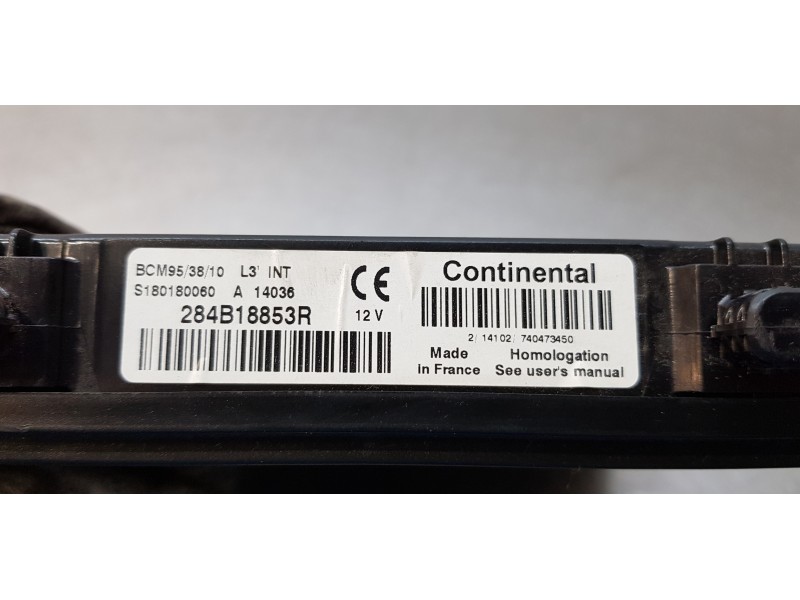 BCM95/38/10 L3' INT
S180180060 A 14036
284B18853R
CE
12 V
Continental
2/ 14102/ 740473450
Made
in France
Homologation
See user's manual